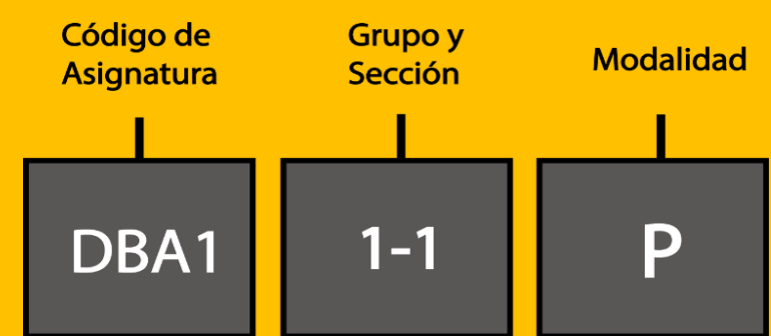 Código de
Asignatura
Grupo y
Sección
Modalidad
DBA1
1-1
P